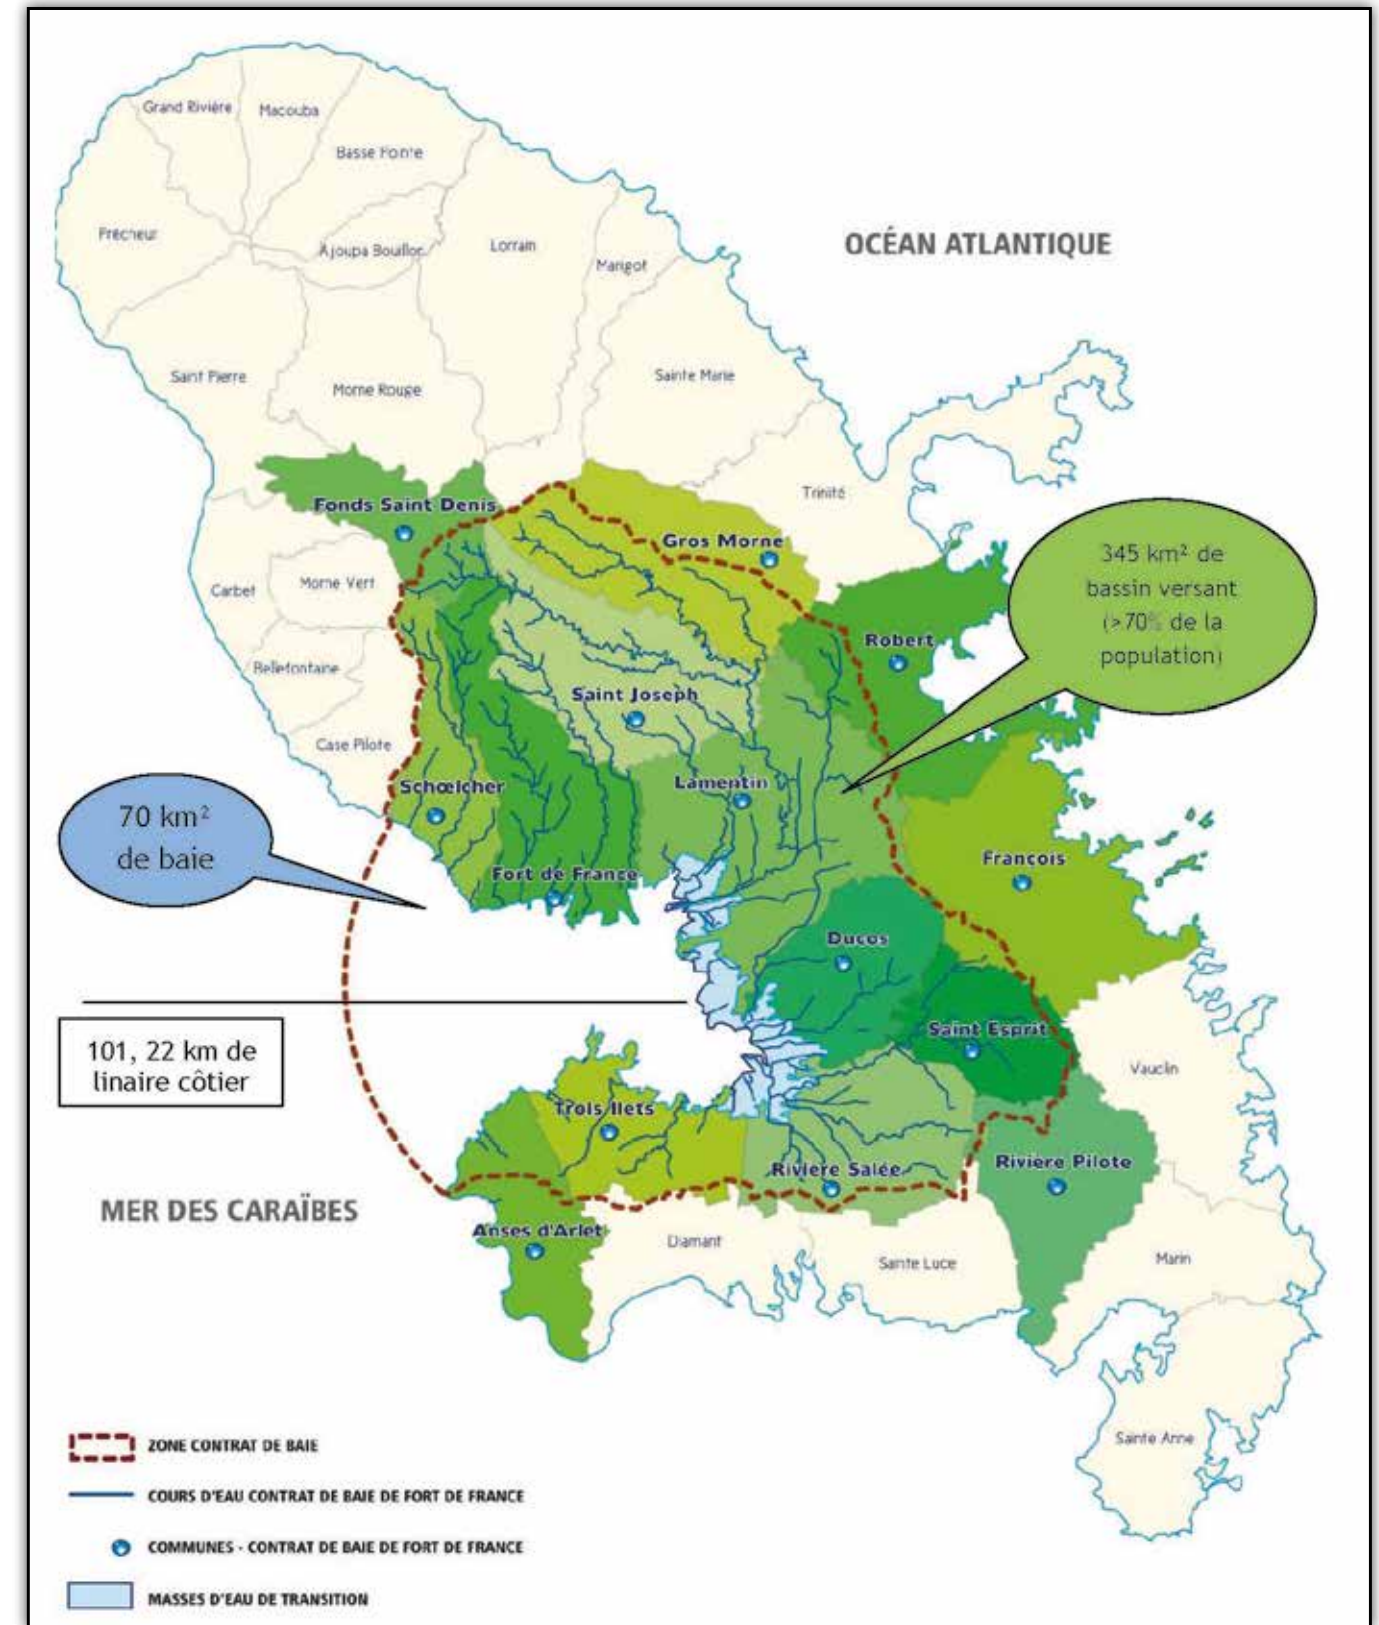 Grand Rivière
Macouba
Basse Pointe
Prêcheur
Ajoupa Bouillon
Lorrain
Marigot
OCÉAN ATLANTIQUE
Saint Pierre
Morne Rouge
Sainte Marie
Trinité
Fonds Saint Denis
Gros Morne
345 km² de
bassin versant
(>70% de la
population)
Carbet
Morne Vert
Robert
Bellefontaine
Saint Joseph
Case Pilote
Schœlcher
Lamentin
70 km²
de baie
François
Fort de France
Ducos
Saint Esprit
101, 22 km de
linaire côtier
Vauclin
Trois Ilets
Rivière Salée
Rivière Pilote
MER DES CARAÏBES
Anses d'Arlet
Diamant
Sainte Luce
Marin
Sainte Anne
ZONE CONTRAT DE BAIE
COURS D'EAU CONTRAT DE BAIE DE FORT DE FRANCE
COMMUNES - CONTRAT DE BAIE DE FORT DE FRANCE
MASSES D'EAU DE TRANSITION